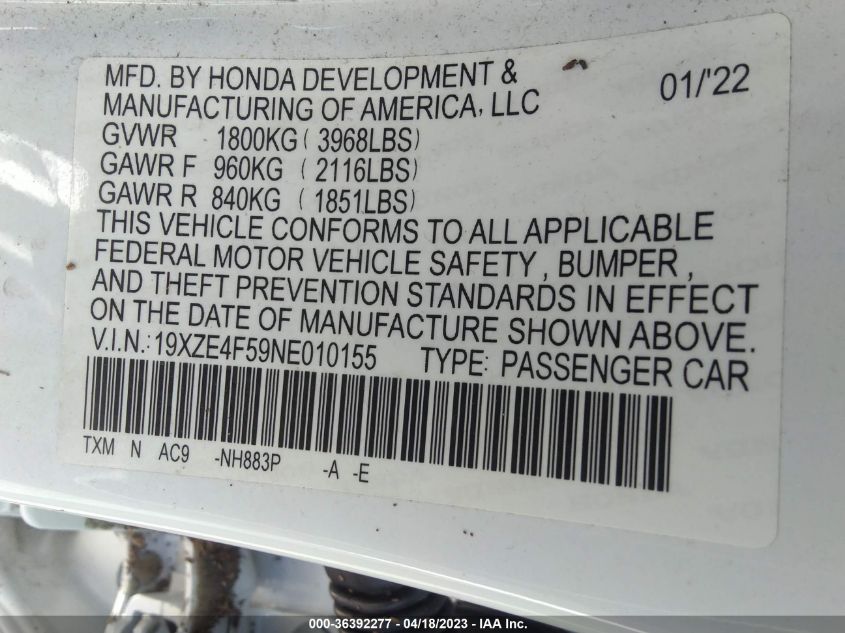 MFD. BY HONDA DEVELOPMENT &
MANUFACTURING OF AMERICA, LLC 01/'22
GVWR 1800KG ( 3968LBS)
GAWR F 960KG ( 2116LBS)
GAWR R 840KG ( 1851LBS)
THIS VEHICLE CONFORMS TO ALL APPLICABLE
FEDERAL MOTOR VEHICLE SAFETY , BUMPER ,
AND THEFT PREVENTION STANDARDS IN EFFECT
ON THE DATE OF MANUFACTURE SHOWN ABOVE.
V.I.N.: 19XZE4F59NE010155 TYPE: PASSENGER CAR
TXM N AC9 -NH883P -A -E
000-36392277 - 04/18/2023 - IAA Inc.